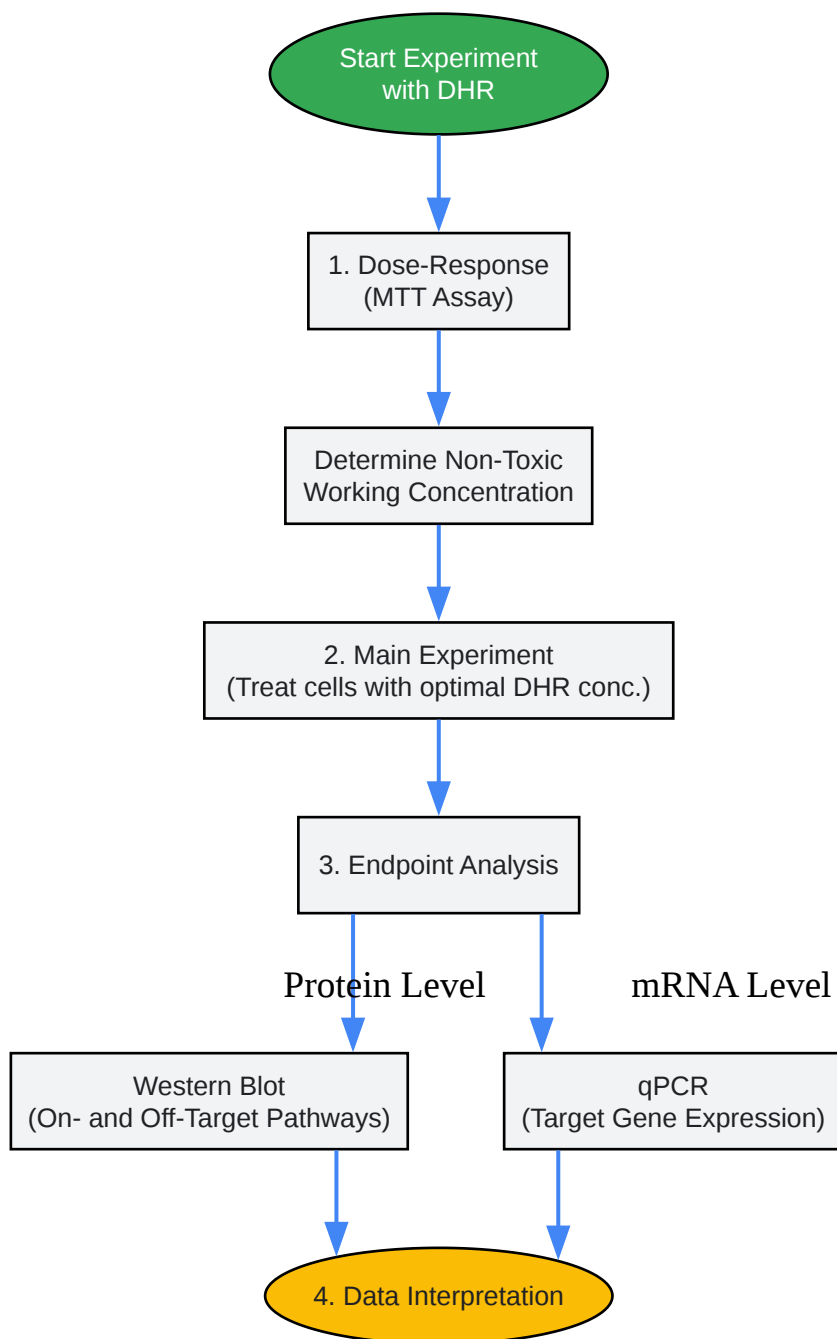 Start Experiment
with DHR
1. Dose-Response
(MTT Assay)
Determine Non-Toxic
Working Concentration
2. Main Experiment
(Treat cells with optimal DHR conc.)
3. Endpoint Analysis
Protein Level
mRNA Level
Western Blot
(On- and Off-Target Pathways)
qPCR
(Target Gene Expression)
4. Data Interpretation